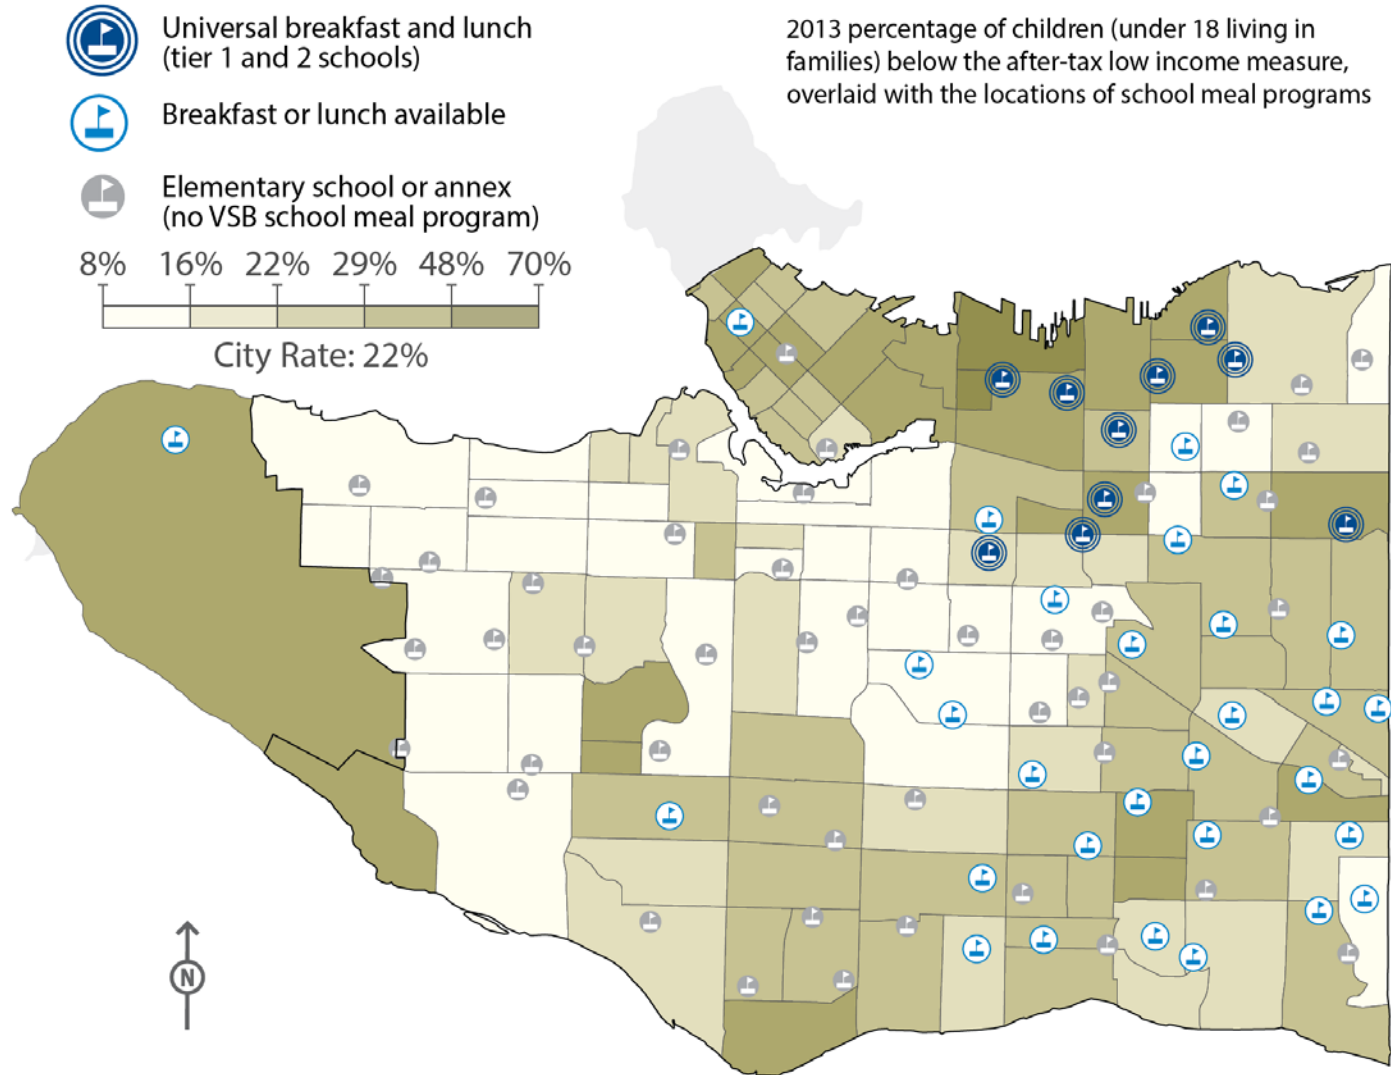 Universal breakfast and lunch
(tier 1 and 2 schools)
Breakfast or lunch available
Elementary school or annex
(no VSB school meal program)
8% 16% 22% 29% 48% 70%
City Rate: 22%
2013 percentage of children (under 18 living in
families) below the after-tax low income measure,
overlaid with the locations of school meal programs
N